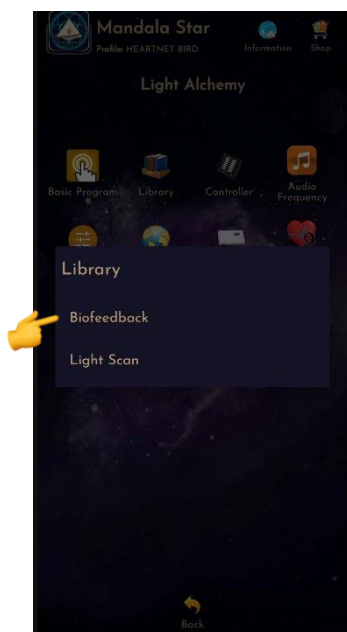 Mandala Star
Profile: HEARTNET BIRD
Information
Shop
Light Alchemy
Basic Program
Library
Controller
Audio
Frequency
Library
Biofeedback
Light Scan
Back